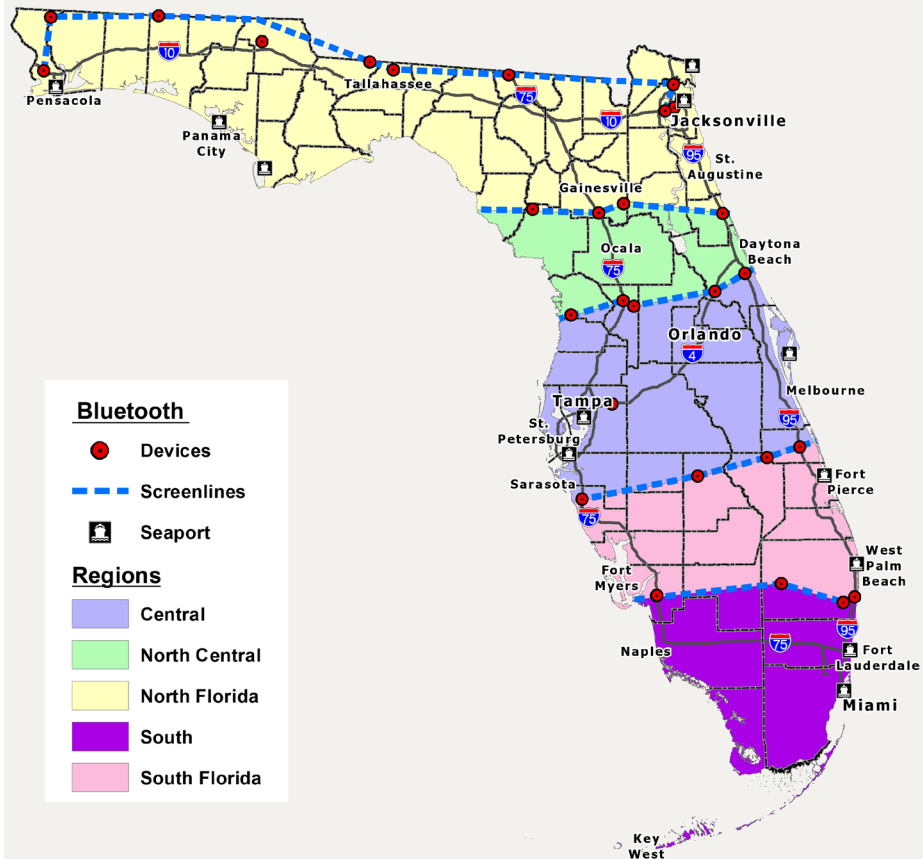 10
Pensacola
Tallahassee
75
Panama
City
10
Jacksonville
95
St.
Augustine
Gainesville
Ocala
75
Daytona
Beach
Orlando
4
Melbourne
Tampa
95
St.
Petersburg
Sarasota
Fort
Pierce
75
West
Palm
Beach
Fort
Myers
95
Naples
75
Fort
Lauderdale
Miami
Key
West
Bluetooth
Devices
Screenlines
Seaport
Regions
Central
North Central
North Florida
South
South Florida